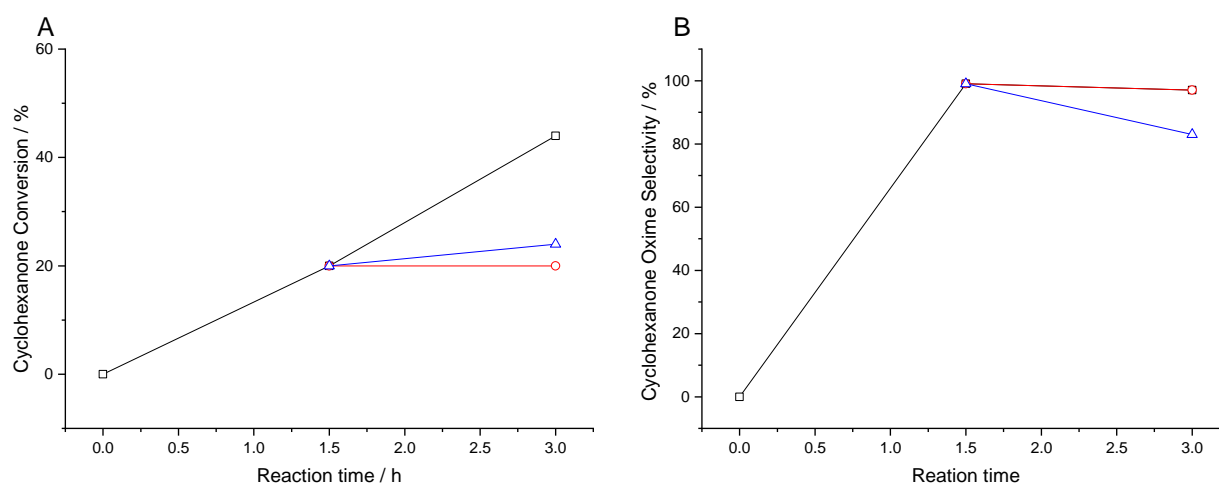 A
Cyclohexanone Conversion / %
60
40
20
0
0.0 0.5 1.0 1.5 2.0 2.5 3.0
Reaction time / h
B
Cyclohexanone Oxime Selectivity / %
100
80
60
40
20
0
0.0 0.5 1.0 1.5 2.0 2.5 3.0
Reation time